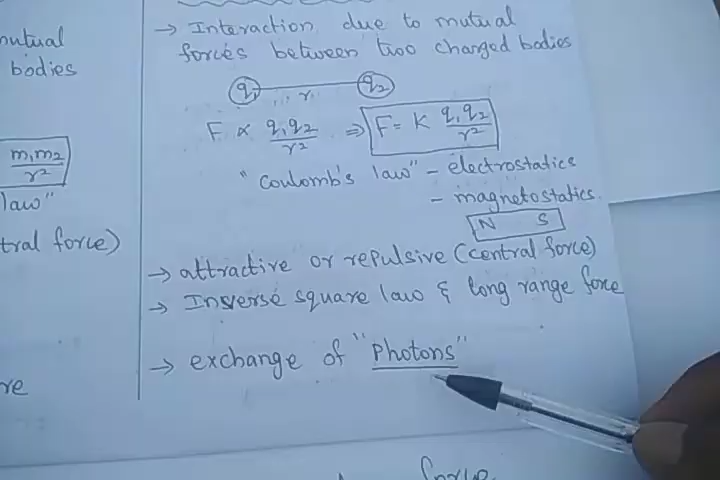 mutual
bodies
m₁m₂
r²
law"
tral force)
re
→ Interaction due to mutual
forces between two charged bodies
q₁ r q₂
F ∝ q₁q₂/r² ⇒ F = K q₁q₂/r²
"Coulomb's law" - electrostatics
- magnetostatics.
N S
→ attractive or repulsive (central force)
→ Inverse square law & long range force
→ exchange of "Photons"
force